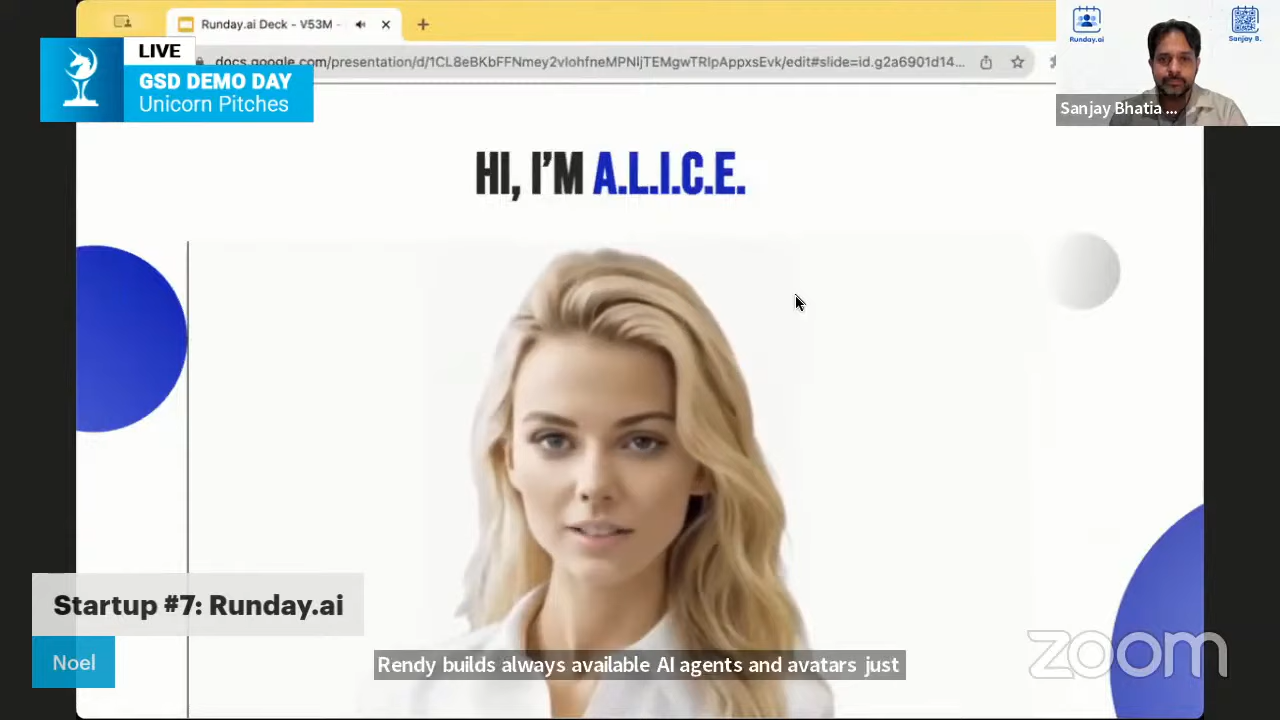 Runday.ai Deck - V53M -
LIVE
GSD DEMO DAY
Unicorn Pitches
docs.google.com/presentation/d/1CL8eBKbFFNmey2vlohfneMPNljTEMgwTRlpAppxsEvk/edit#slide=id.g2a6901d14...
Runday.ai
Sanjay B.
Sanjay Bhatia ...
HI, I'M A.L.I.C.E.
Startup #7: Runday.ai
Noel
Rendy builds always available AI agents and avatars just
zoom